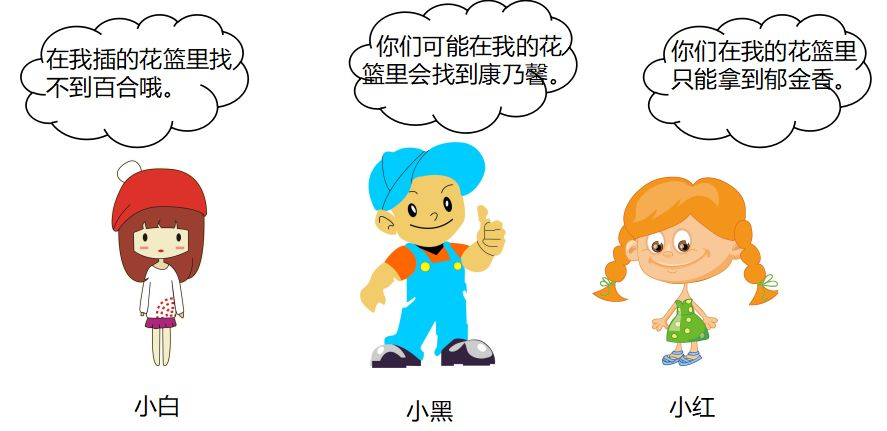 在我插的花篮里找
不到百合哦。
你们可能在我的花
篮里会找到康乃馨。
你们在我的花篮里
只能拿到郁金香。
小白
小黑
小红